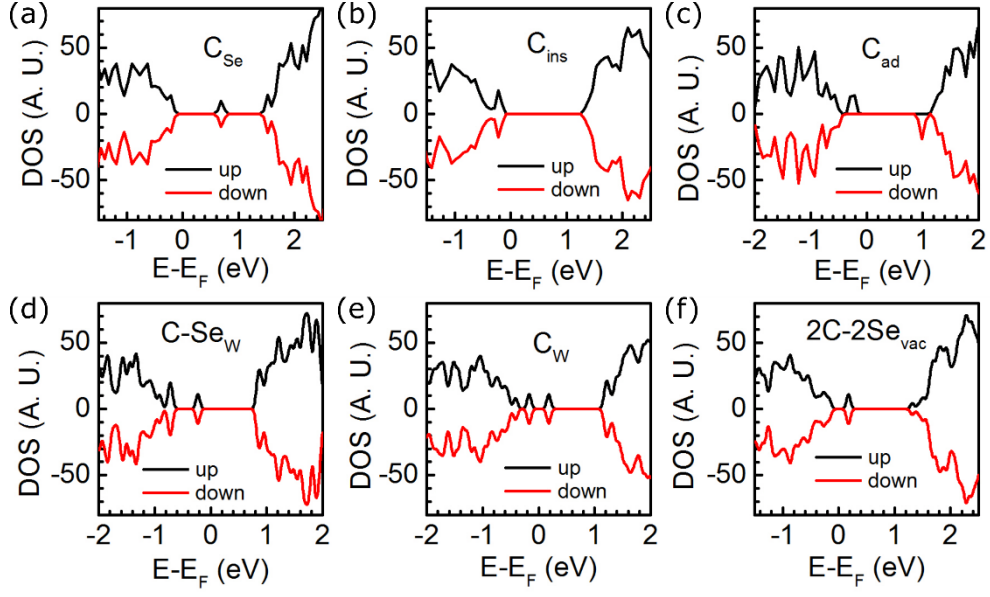 (a)
DOS (A. U.)
50
0
-50
C_Se
up
down
-1 0 1 2
E-E_F (eV)
(b)
DOS (A. U.)
50
0
-50
C_ins
up
down
-1 0 1 2
E-E_F (eV)
(c)
DOS (A. U.)
50
0
-50
C_ad
up
down
-2 -1 0 1 2
E-E_F (eV)
(d)
DOS (A. U.)
50
0
-50
C-Se_W
up
down
-2 -1 0 1 2
E-E_F (eV)
(e)
DOS (A. U.)
50
0
-50
C_W
up
down
-2 -1 0 1 2
E-E_F (eV)
(f)
DOS (A. U.)
50
0
-50
2C-2Se_vac
up
down
-1 0 1 2
E-E_F (eV)